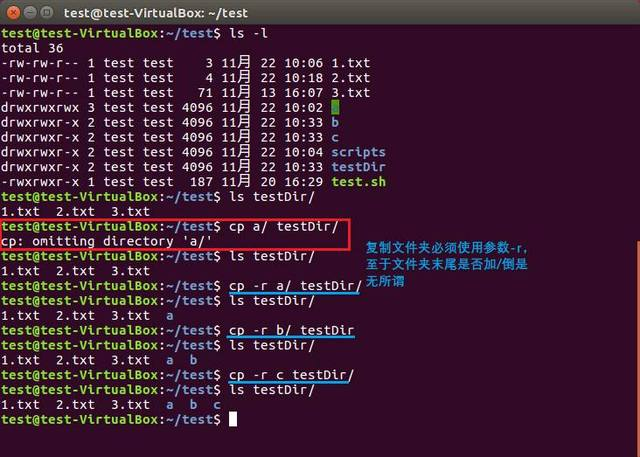 test@test-VirtualBox: ~/test
test@test-VirtualBox:~/test$ ls -l
total 36
-rw-rw-r-- 1 test test    3 11月 22 10:06 1.txt
-rw-rw-r-- 1 test test    4 11月 22 10:18 2.txt
-rw-rw-r-- 1 test test   71 11月 13 16:07 3.txt
drwxrwxrwx 3 test test 4096 11月 22 10:02
drwxrwxr-x 2 test test 4096 11月 22 10:33 b
drwxrwxr-x 2 test test 4096 11月 22 10:33 c
drwxrwxr-x 2 test test 4096 11月 22 10:04 scripts
drwxrwxr-x 2 test test 4096 11月 22 10:33 testDir
-rwxrwxr-x 1 test test  187 11月 20 16:29 test.sh
test@test-VirtualBox:~/test$ ls testDir/
1.txt  2.txt  3.txt
test@test-VirtualBox:~/test$ cp a/ testDir/
cp: omitting directory 'a/'
test@test-VirtualBox:~/test$ ls testDir/
1.txt  2.txt  3.txt
test@test-VirtualBox:~/test$ cp -r a/ testDir/
复制文件夹必须使用参数-r,
至于文件夹末尾是否加/倒是
无所谓
test@test-VirtualBox:~/test$ ls testDir/
1.txt  2.txt  3.txt  a
test@test-VirtualBox:~/test$ cp -r b/ testDir
test@test-VirtualBox:~/test$ ls testDir/
1.txt  2.txt  3.txt  a  b
test@test-VirtualBox:~/test$ cp -r c testDir/
test@test-VirtualBox:~/test$ ls testDir/
1.txt  2.txt  3.txt  a  b  c
test@test-VirtualBox:~/test$